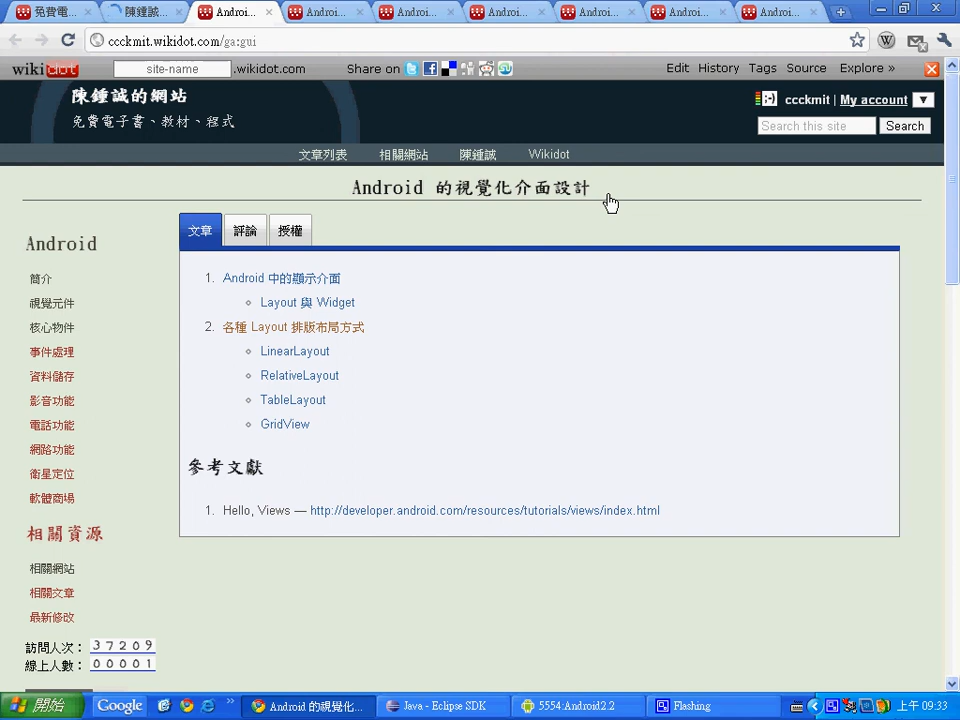 免費電...
陳鍾誠...
Android...
Android...
Android...
Android...
Android...
Android...
Android...
ccckmit.wikidot.com/ga:gui
wikidot
site-name
.wikidot.com
Share on
Edit
History
Tags
Source
Explore »
陳鍾誠的網站
免費電子書、教材、程式
ccckmit | My account
Search this site
Search
文章列表
相關網站
陳鍾誠
Wikidot
Android 的視覺化介面設計
文章
評論
授權
Android
簡介
視覺元件
核心物件
事件處理
資料儲存
影音功能
電話功能
網路功能
衛星定位
軟體商場
相關資源
相關網站
相關文章
最新修改
訪問人次： 37209
線上人數： 00001
1. Android 中的顯示介面
Layout 與 Widget
2. 各種 Layout 排版布局方式
LinearLayout
RelativeLayout
TableLayout
GridView
參考文獻
1. Hello, Views — http://developer.android.com/resources/tutorials/views/index.html
開始
Google
Android 的視覺化...
Java - Eclipse SDK
5554:Android2.2
Flashing
上午 09:33